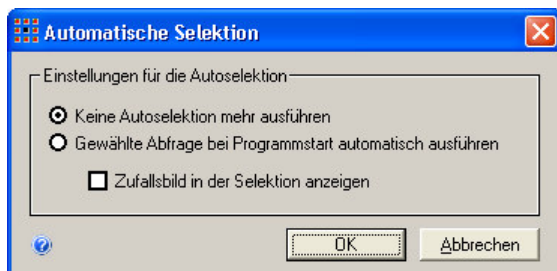 Automatische Selektion
Einstellungen für die Autoselektion
Keine Autoselektion mehr ausführen
Gewählte Abfrage bei Programmstart automatisch ausführen
Zufallsbild in der Selektion anzeigen
?
OK
Abbrechen